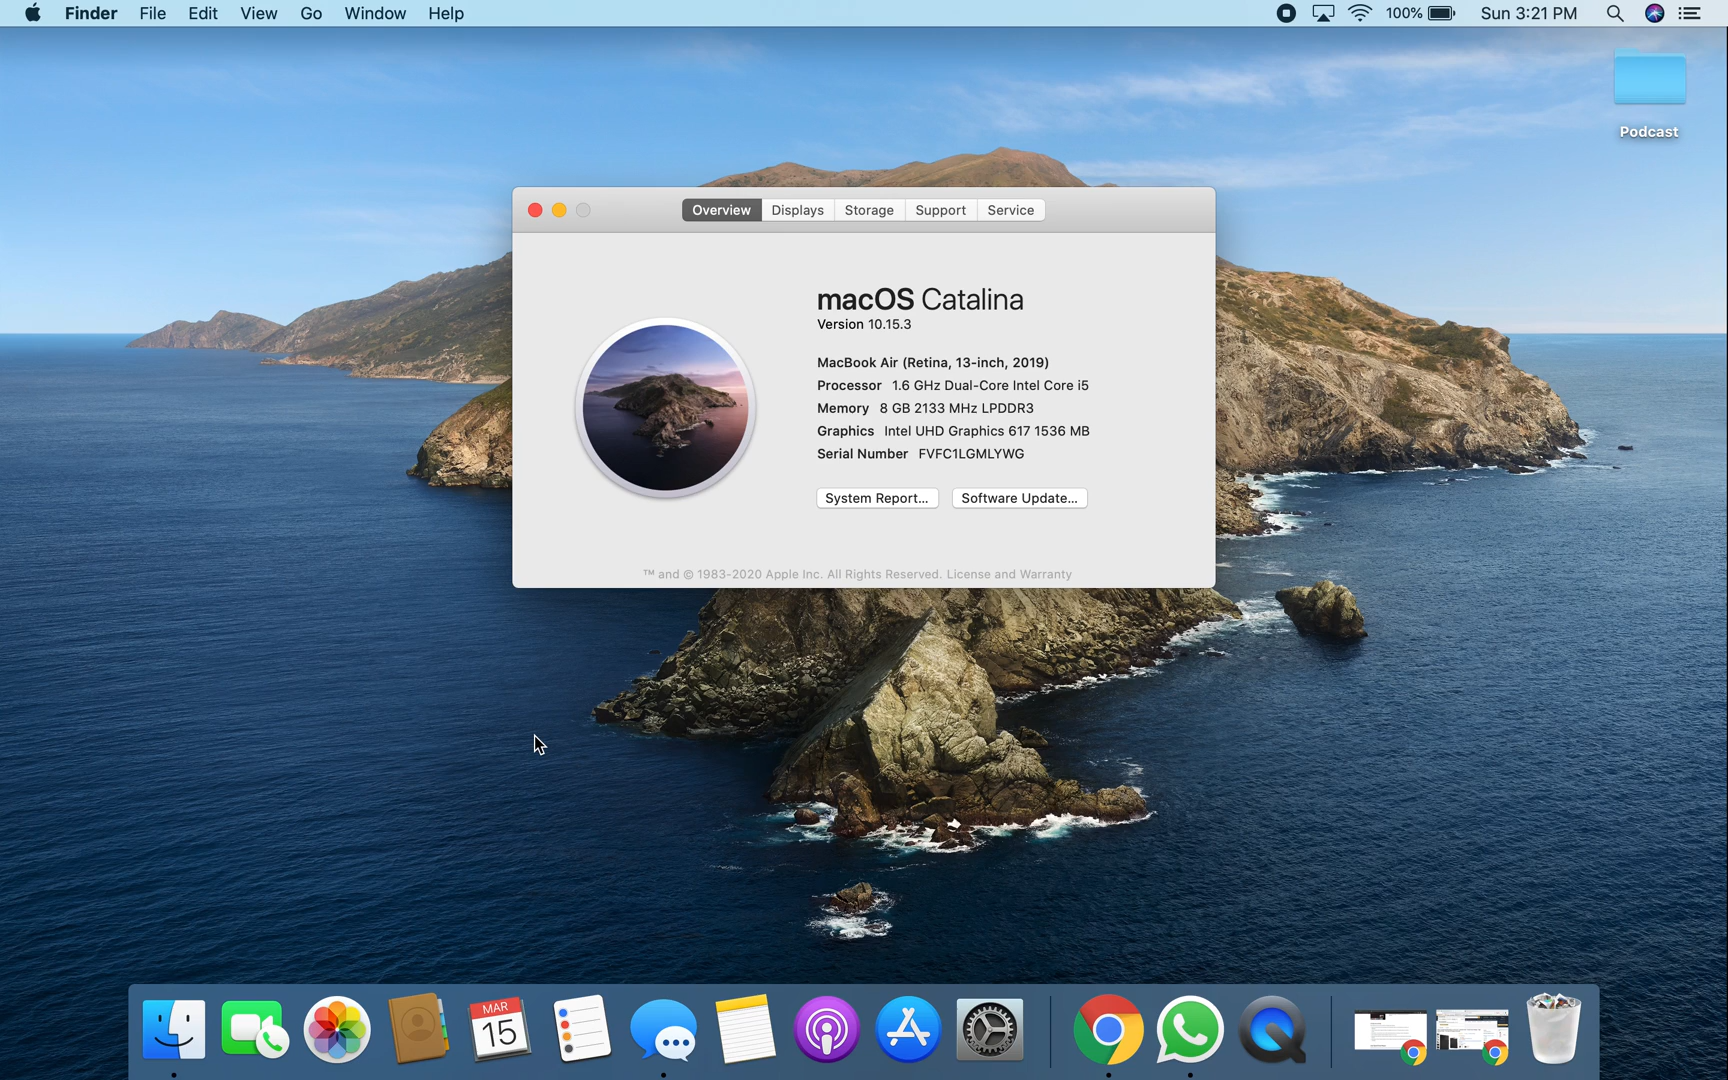 Finder File Edit View Go Window Help 100% Sun 3:21 PM
Podcast
Overview Displays Storage Support Service
macOS Catalina
Version 10.15.3
MacBook Air (Retina, 13-inch, 2019)
Processor 1.6 GHz Dual-Core Intel Core i5
Memory 8 GB 2133 MHz LPDDR3
Graphics Intel UHD Graphics 617 1536 MB
Serial Number FVFC1LGMLYWG
System Report... Software Update...
™ and © 1983-2020 Apple Inc. All Rights Reserved. License and Warranty
MAR
15